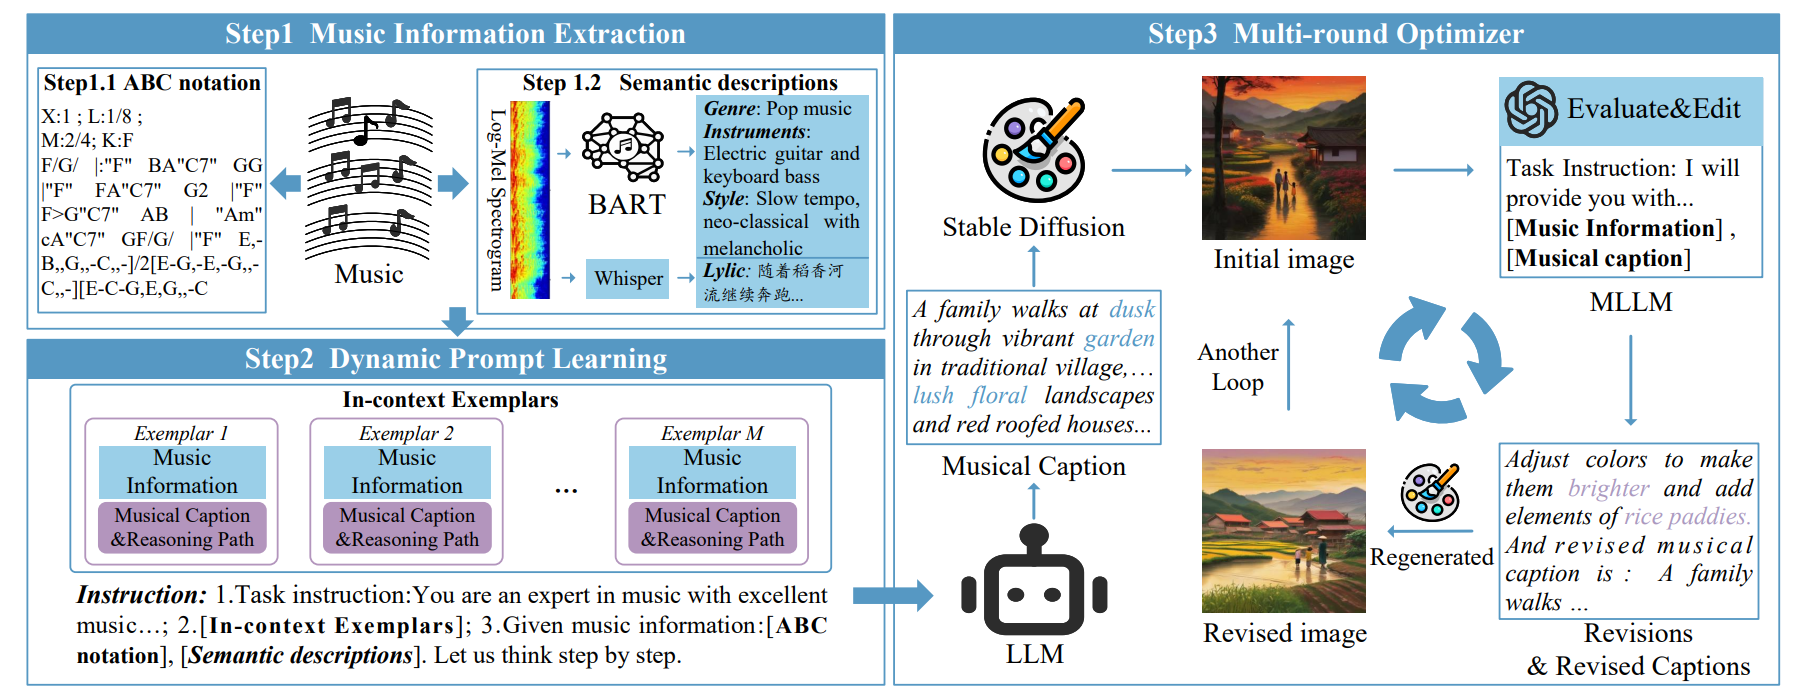 Step1 Music Information Extraction
Step1.1 ABC notation
X:1 ; L:1/8 ;
M:2/4; K:F
F/G/ |:"F" BA"C7" GG
|"F" FA"C7" G2 |"F"
F>G"C7" AB | "Am"
cA"C7" GF/G/ |"F" E,-
B,,G,,-C,,-]/2[E-G,-E,-G,,-
C,,-][E-C-G,E,G,,-C
Music
Step 1.2 Semantic descriptions
Log-Mel Spectrogram
BART
Whisper
Genre: Pop music
Instruments:
Electric guitar and
keyboard bass
Style: Slow tempo,
neo-classical with
melancholic
Lylic: 随着稻香河
流继续奔跑...
Step2 Dynamic Prompt Learning
In-context Exemplars
Exemplar 1
Music
Information
Musical Caption
&Reasoning Path
Exemplar 2
Music
Information
Musical Caption
&Reasoning Path
...
Exemplar M
Music
Information
Musical Caption
&Reasoning Path
Instruction: 1.Task instruction:You are an expert in music with excellent
music...; 2.[In-context Exemplars]; 3.Given music information:[ABC
notation], [Semantic descriptions]. Let us think step by step.
Step3 Multi-round Optimizer
Stable Diffusion
A family walks at dusk
through vibrant garden
in traditional village,...
lush floral landscapes
and red roofed houses...
Musical Caption
LLM
Initial image
Another
Loop
Revised image
Evaluate&Edit
Task Instruction: I will
provide you with...
[Music Information] ,
[Musical caption]
MLLM
Regenerated
Adjust colors to make
them brighter and add
elements of rice paddies.
And revised musical
caption is : A family
walks ...
Revisions
& Revised Captions